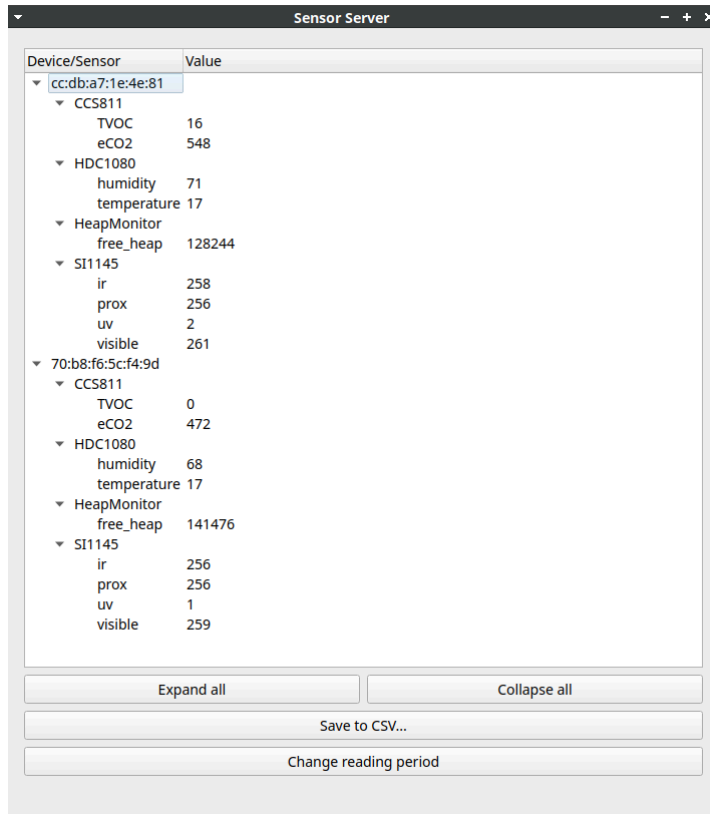 Sensor Server
Device/Sensor Value
cc:db:a7:1e:4e:81
CCS811
TVOC 16
eCO2 548
HDC1080
humidity 71
temperature 17
HeapMonitor
free_heap 128244
SI1145
ir 258
prox 256
uv 2
visible 261
70:b8:f6:5c:f4:9d
CCS811
TVOC 0
eCO2 472
HDC1080
humidity 68
temperature 17
HeapMonitor
free_heap 141476
SI1145
ir 256
prox 256
uv 1
visible 259
Expand all Collapse all
Save to CSV...
Change reading period